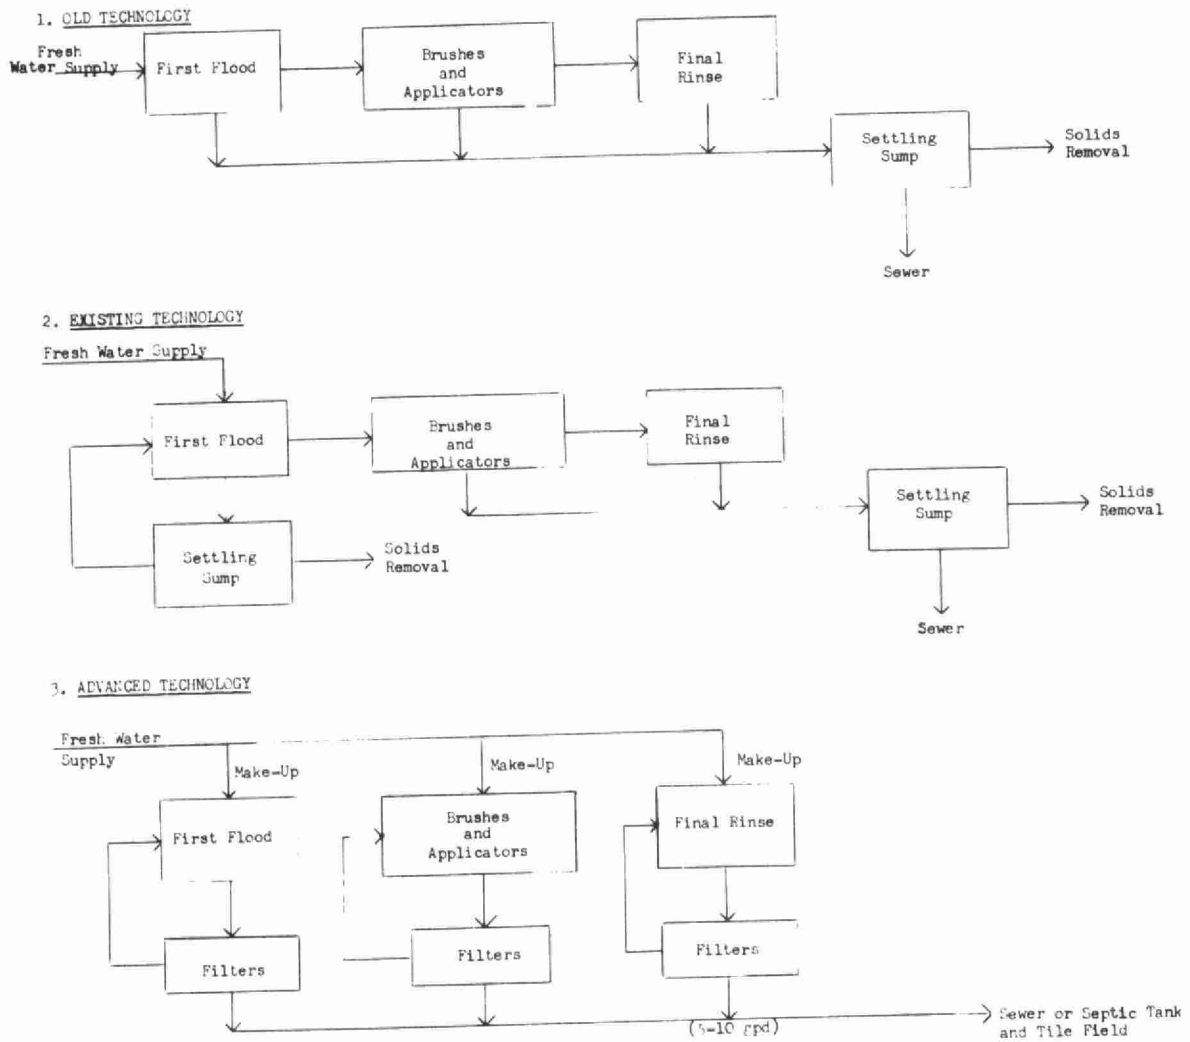 1. OLD TECHNOLOGY
Fresh
Water Supply
First Flood
Brushes
and
Applicators
Final
Rinse
Settling
Sump
Solids
Removal
Sewer
2. EXISTING TECHNOLOGY
Fresh Water Supply
First Flood
Brushes
and
Applicators
Final
Rinse
Settling
Sump
Solids
Removal
Settling
Sump
Solids
Removal
Sewer
3. ADVANCED TECHNOLOGY
Fresh Water
Supply
Make-Up
Make-Up
Make-Up
First Flood
Brushes
and
Applicators
Final Rinse
Filters
Filters
Filters
(5-10 gpd)
Sewer or Septic Tank
and Tile Field